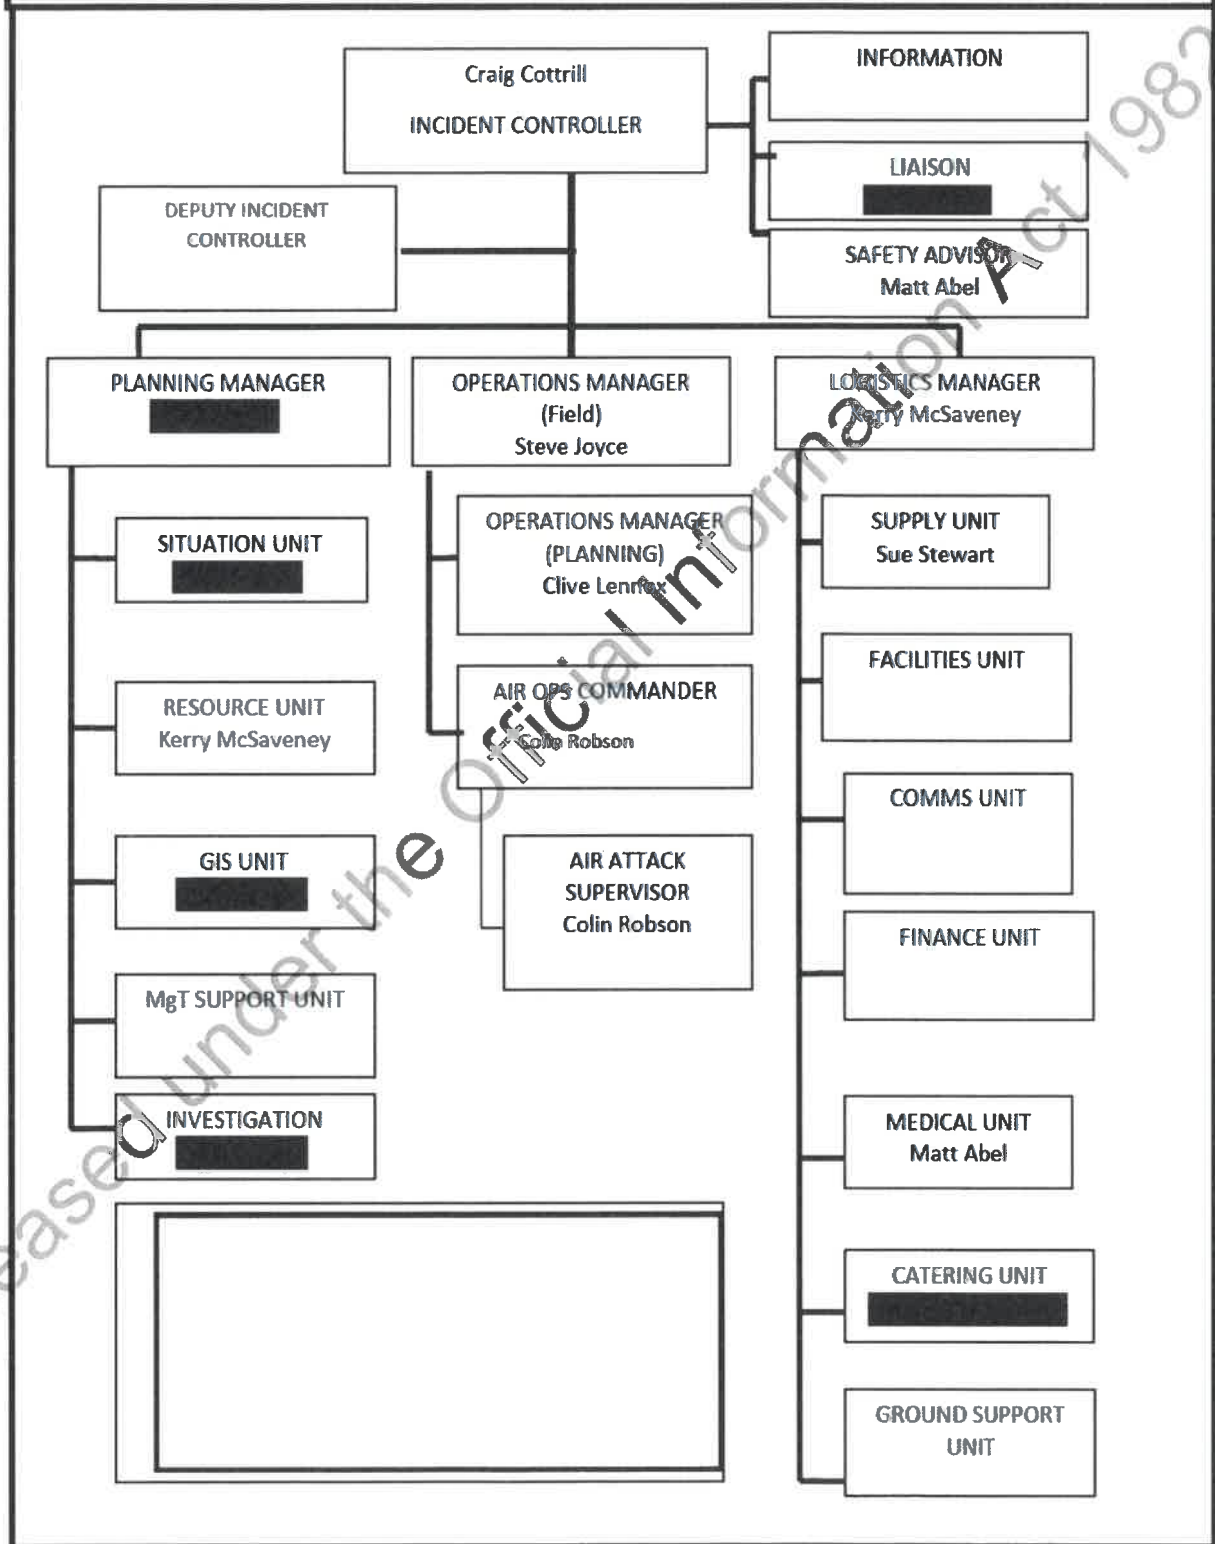 Craig Cottrill
INCIDENT CONTROLLER
INFORMATION
LIAISON
SAFETY ADVISOR
Matt Abel
DEPUTY INCIDENT
CONTROLLER
PLANNING MANAGER
OPERATIONS MANAGER
(Field)
Steve Joyce
LOGISTICS MANAGER
Kerry McSaveney
SITUATION UNIT
RESOURCE UNIT
Kerry McSaveney
GIS UNIT
MgT SUPPORT UNIT
INVESTIGATION
OPERATIONS MANAGER
(PLANNING)
Clive Lennox
AIR OPS COMMANDER
Colin Robson
AIR ATTACK
SUPERVISOR
Colin Robson
SUPPLY UNIT
Sue Stewart
FACILITIES UNIT
COMMS UNIT
FINANCE UNIT
MEDICAL UNIT
Matt Abel
CATERING UNIT
GROUND SUPPORT
UNIT
eased under the Official Information Act 1982